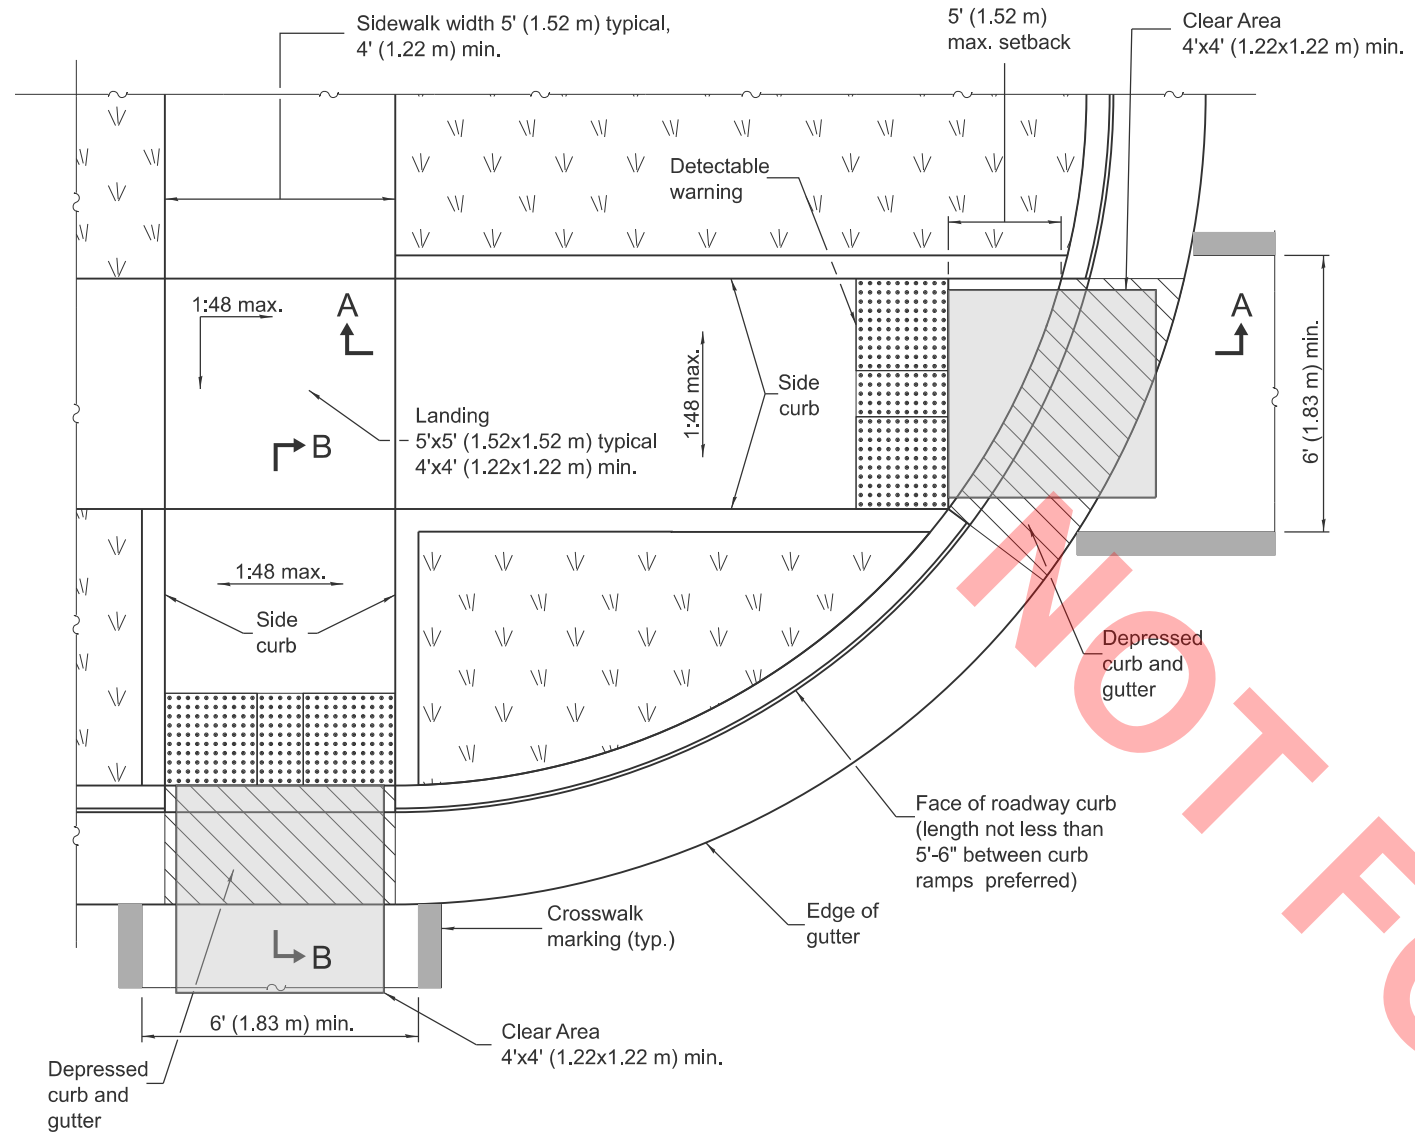 Sidewalk width 5' (1.52 m) typical,
4' (1.22 m) min.
5' (1.52 m)
max. setback
Clear Area
4'x4' (1.22x1.22 m) min.
Detectable
warning
1:48 max.
A
A
Side
curb
1:48 max.
6' (1.83 m) min.
Landing
5'x5' (1.52x1.52 m) typical
4'x4' (1.22x1.22 m) min.
B
1:48 max.
Side
curb
Depressed
curb and
gutter
Face of roadway curb
(length not less than
5'-6" between curb
ramps preferred)
Edge of
gutter
Crosswalk
marking (typ.)
B
6' (1.83 m) min.
Clear Area
4'x4' (1.22x1.22 m) min.
Depressed
curb and
gutter
NOT FO